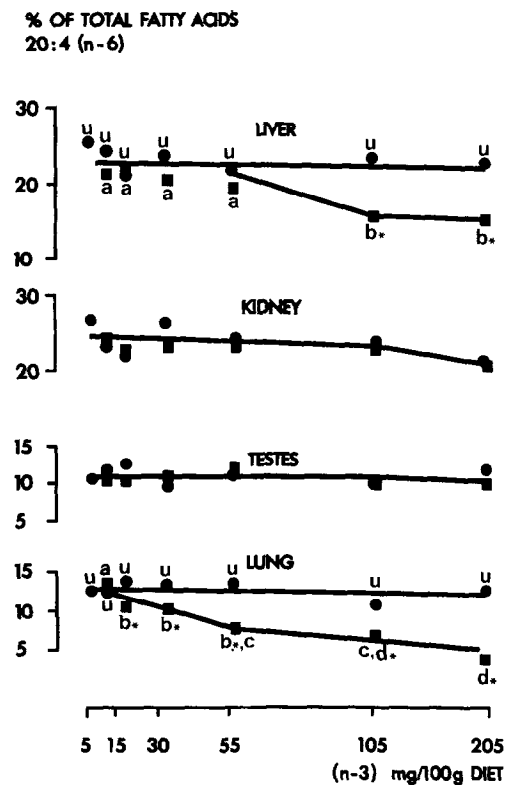 % OF TOTAL FATTY ACIDS
20:4 (n-6)
30
LIVER
u u u u u u u
20
a a a a
b* b*
10
30
KIDNEY
20
15
TESTES
10
5
LUNG
15
u a u u u u u
10
u b* b* b*,c c,d*
5
d*
5 15 30 55 105 205
(n-3) mg/100g DIET